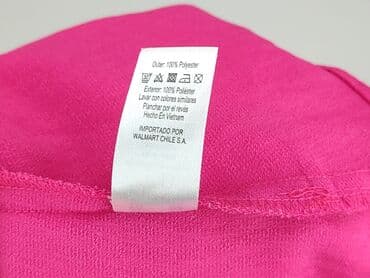 Outer: 100% Polyester
Exterior: 100% Poliéster
Lavar con colores similares
Planchar por el revés
Hecho En Vietnam
IMPORTADO POR
WALMART CHILE S.A.